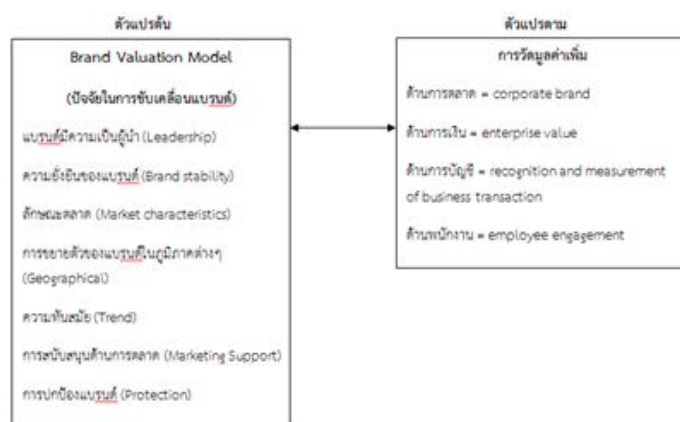 ตัวแปรต้น
Brand Valuation Model
(ปัจจัยในการขับเคลื่อนแบรนด์)
แบรนด์มีความเป็นผู้นำ (Leadership)
ความยั่งยืนของแบรนด์ (Brand stability)
ลักษณะตลาด (Market characteristics)
การขยายตัวของแบรนด์ในภูมิภาคต่างๆ
(Geographical)
ความทันสมัย (Trend)
การสนับสนุนด้านการตลาด (Marketing Support)
การปกป้องแบรนด์ (Protection)
ตัวแปรตาม
การวัดมูลค่าเพิ่ม
ด้านการตลาด = corporate brand
ด้านการเงิน = enterprise value
ด้านการบัญชี = recognition and measurement
of business transaction
ด้านพนักงาน = employee engagement